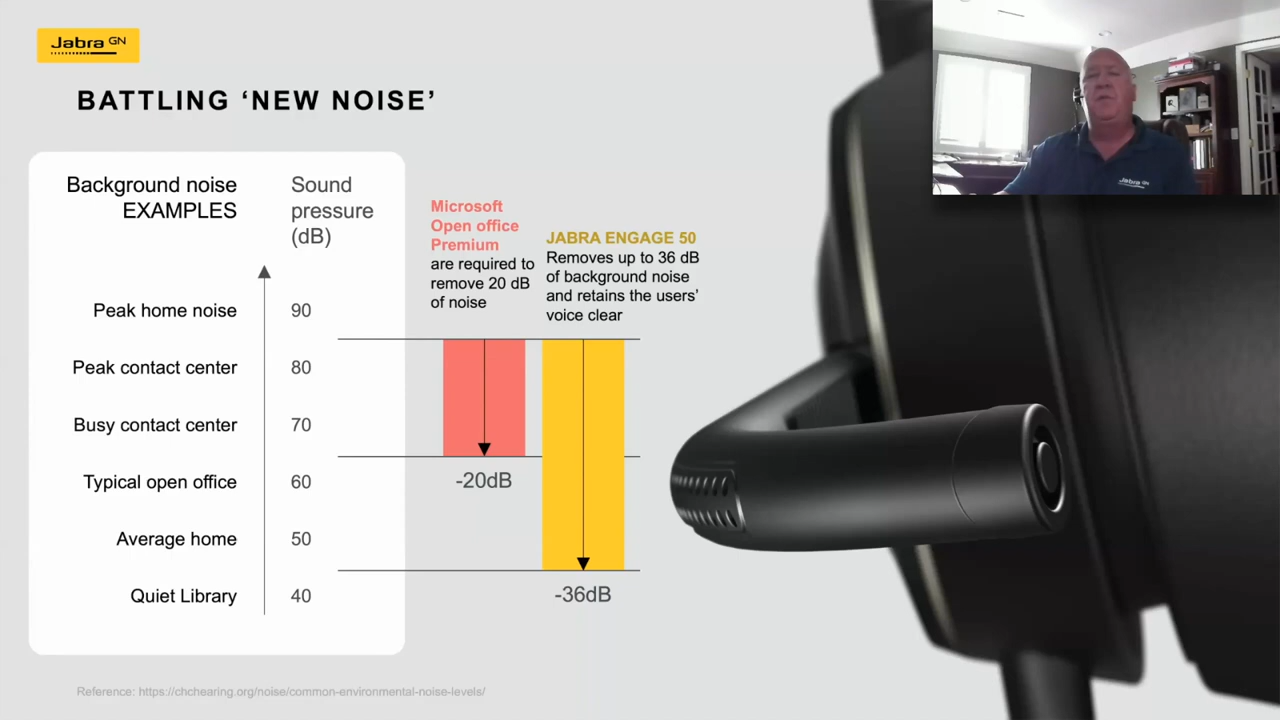 Jabra GN
BATTLING ‘NEW NOISE’
Background noise
EXAMPLES
Sound
pressure
(dB)
Peak home noise 90
Peak contact center 80
Busy contact center 70
Typical open office 60
Average home 50
Quiet Library 40
Microsoft
Open office
Premium
are required to
remove 20 dB
of noise
JABRA ENGAGE 50
Removes up to 36 dB
of background noise
and retains the users’
voice clear
-20dB
-36dB
Jabra GN
Reference: https://chchearing.org/noise/common-environmental-noise-levels/